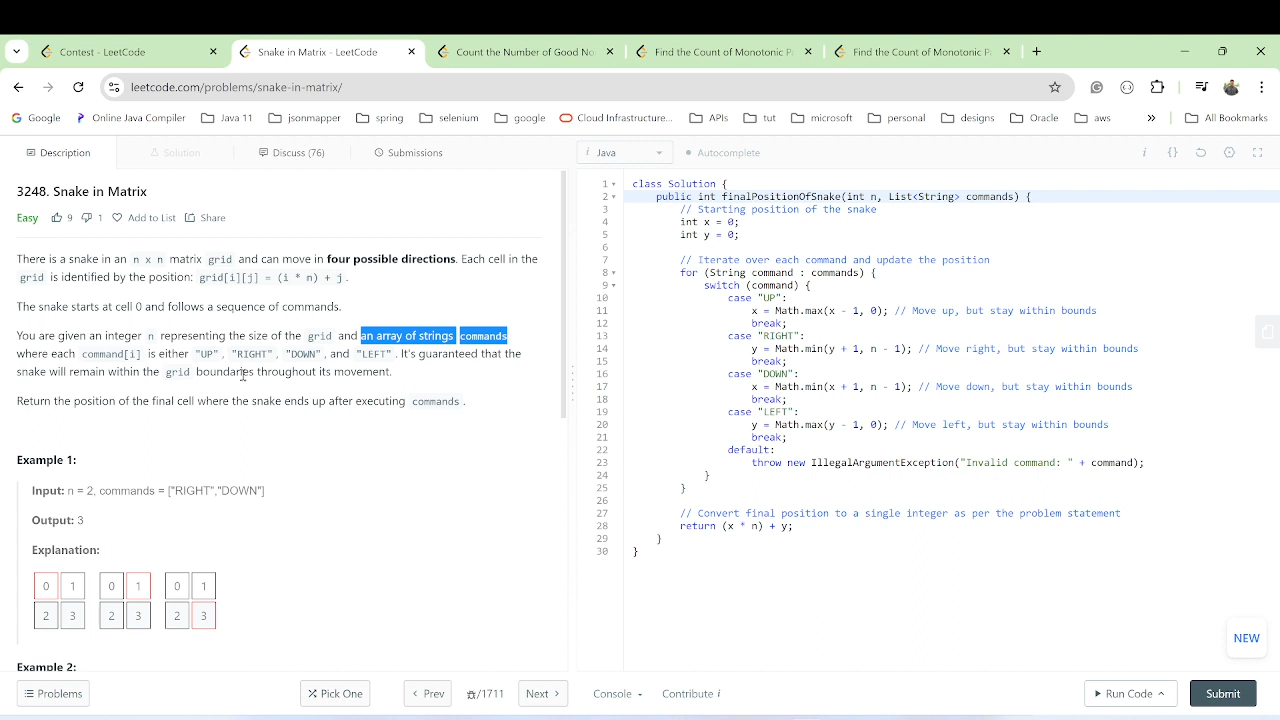 Contest - LeetCode
Snake in Matrix - LeetCode
Count the Number of Good No
Find the Count of Monotonic P
Find the Count of Monotonic P
leetcode.com/problems/snake-in-matrix/
Google Online Java Compiler Java 11 jsonmapper spring selenium google Cloud Infrastructure... APIs tut microsoft personal designs Oracle aws » All Bookmarks
Description Solution Discuss (76) Submissions
i Java Autocomplete
3248. Snake in Matrix
Easy 9 1 Add to List Share
There is a snake in an n x n matrix grid and can move in four possible directions. Each cell in the
grid is identified by the position: grid[i][j] = (i * n) + j.
The snake starts at cell 0 and follows a sequence of commands.
You are given an integer n representing the size of the grid and an array of strings commands
where each command[i] is either "UP", "RIGHT", "DOWN", and "LEFT". It's guaranteed that the
snake will remain within the grid boundaries throughout its movement.
Return the position of the final cell where the snake ends up after executing commands.
Example 1:
Input: n = 2, commands = ["RIGHT","DOWN"]
Output: 3
Explanation:
0 1 0 1 0 1
2 3 2 3 2 3
Example 2:
1 class Solution {
2 public int finalPositionOfSnake(int n, List<String> commands) {
3 // Starting position of the snake
4 int x = 0;
5 int y = 0;
6
7 // Iterate over each command and update the position
8 for (String command : commands) {
9 switch (command) {
10 case "UP":
11 x = Math.max(x - 1, 0); // Move up, but stay within bounds
12 break;
13 case "RIGHT":
14 y = Math.min(y + 1, n - 1); // Move right, but stay within bounds
15 break;
16 case "DOWN":
17 x = Math.min(x + 1, n - 1); // Move down, but stay within bounds
18 break;
19 case "LEFT":
20 y = Math.max(y - 1, 0); // Move left, but stay within bounds
21 break;
22 default:
23 throw new IllegalArgumentException("Invalid command: " + command);
24 }
25 }
26
27 // Convert final position to a single integer as per the problem statement
28 return (x * n) + y;
29 }
30 }
NEW
Problems Pick One < Prev /1711 Next > Console Contribute i Run Code Submit